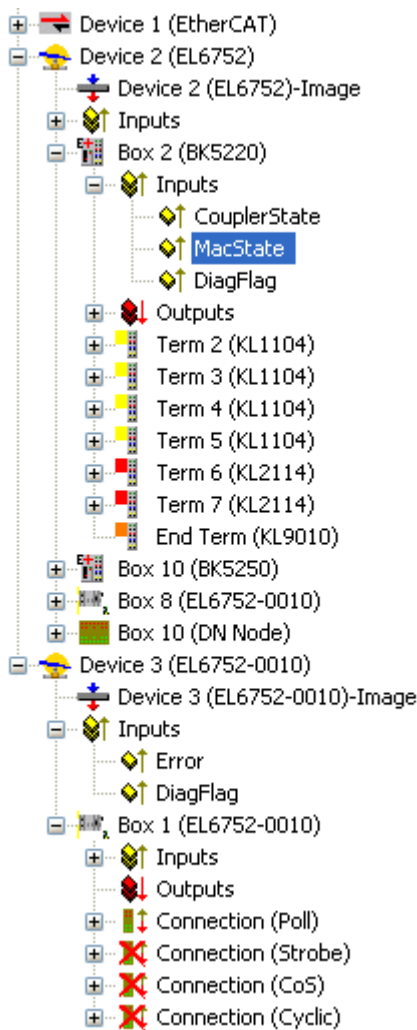 Device 1 (EtherCAT)
Device 2 (EL6752)
Device 2 (EL6752)-Image
Inputs
Box 2 (BK5220)
Inputs
CouplerState
MacState
DiagFlag
Outputs
Term 2 (KL1104)
Term 3 (KL1104)
Term 4 (KL1104)
Term 5 (KL1104)
Term 6 (KL2114)
Term 7 (KL2114)
End Term (KL9010)
Box 10 (BK5250)
Box 8 (EL6752-0010)
Box 10 (DN Node)
Device 3 (EL6752-0010)
Device 3 (EL6752-0010)-Image
Inputs
Error
DiagFlag
Box 1 (EL6752-0010)
Inputs
Outputs
Connection (Poll)
Connection (Strobe)
Connection (CoS)
Connection (Cyclic)